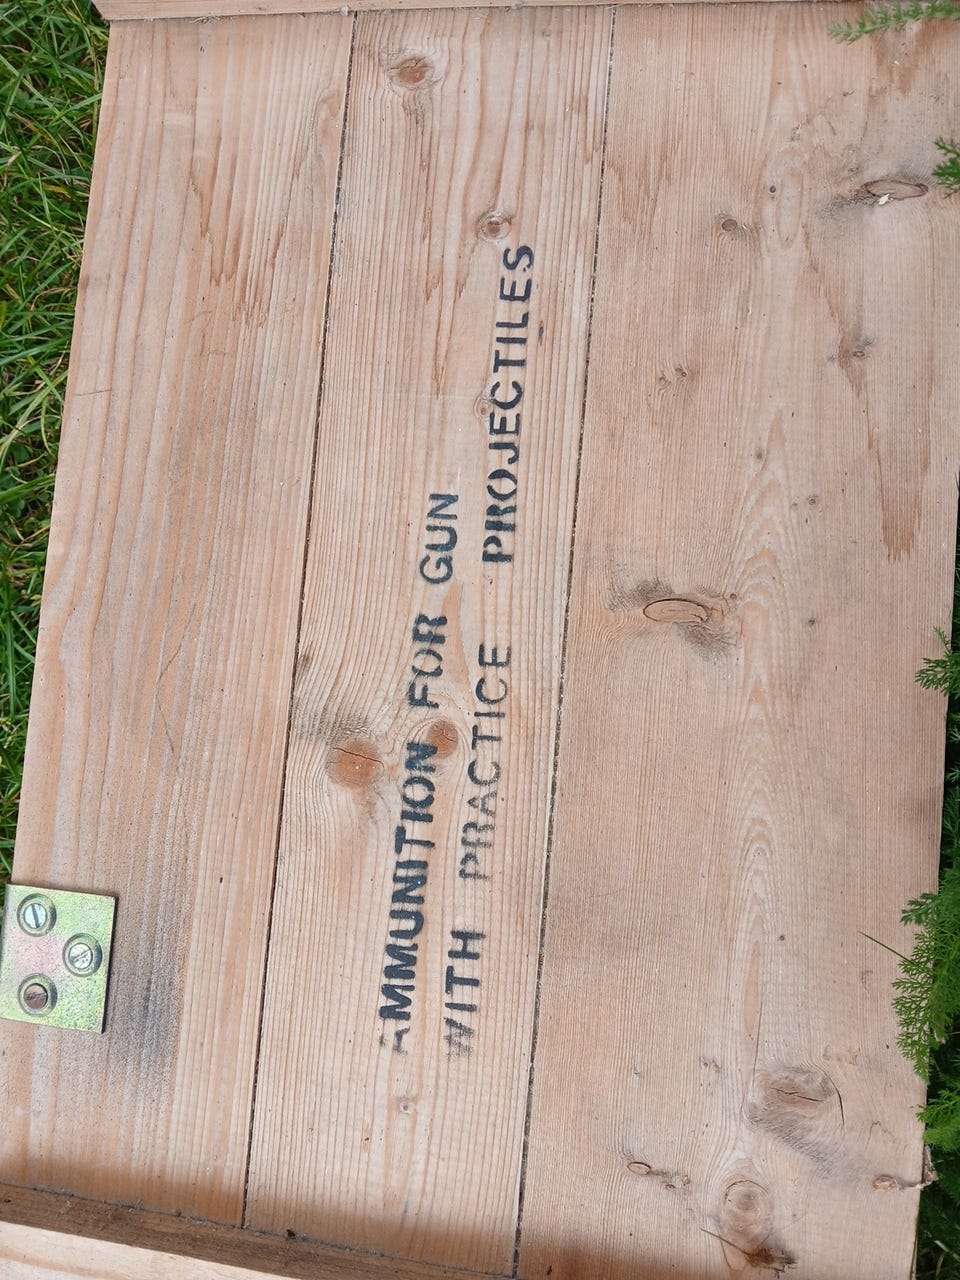 AMMUNITION FOR GUN
WITH PRACTICE PROJECTILES